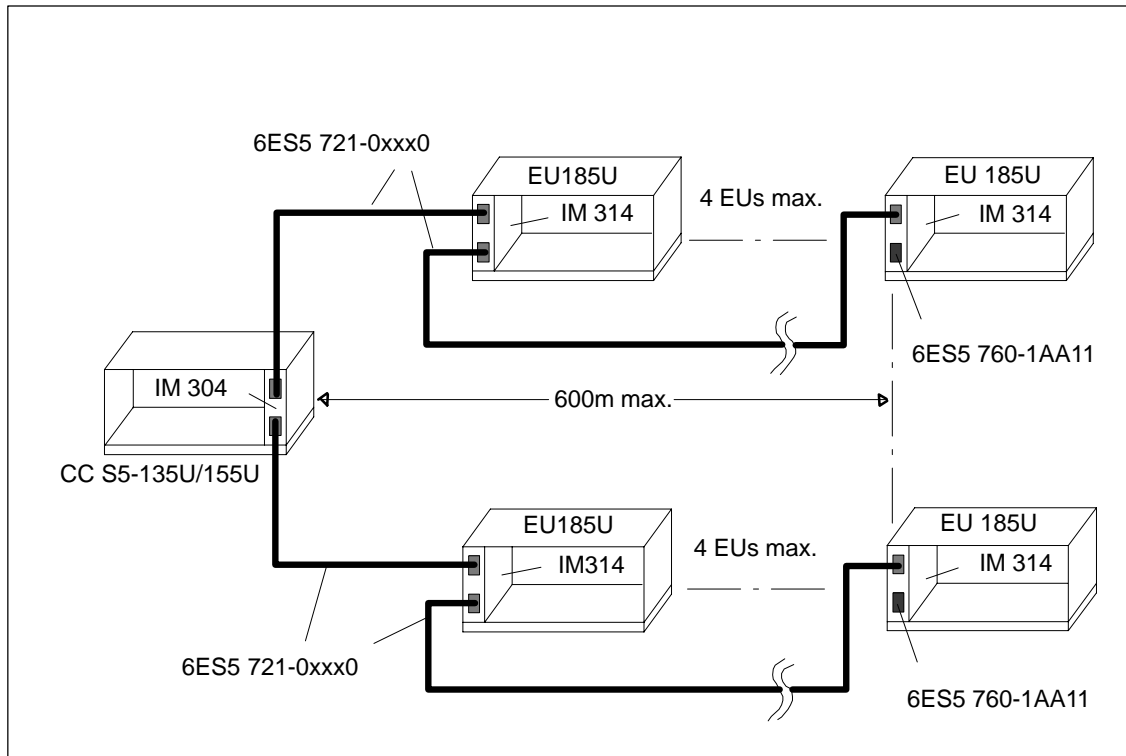 6ES5 721-0xxx0
EU185U
IM 314
4 EUs max.
EU 185U
IM 314
6ES5 760-1AA11
IM 304
600m max.
CC S5-135U/155U
EU185U
IM314
4 EUs max.
EU 185U
IM 314
6ES5 721-0xxx0
6ES5 760-1AA11